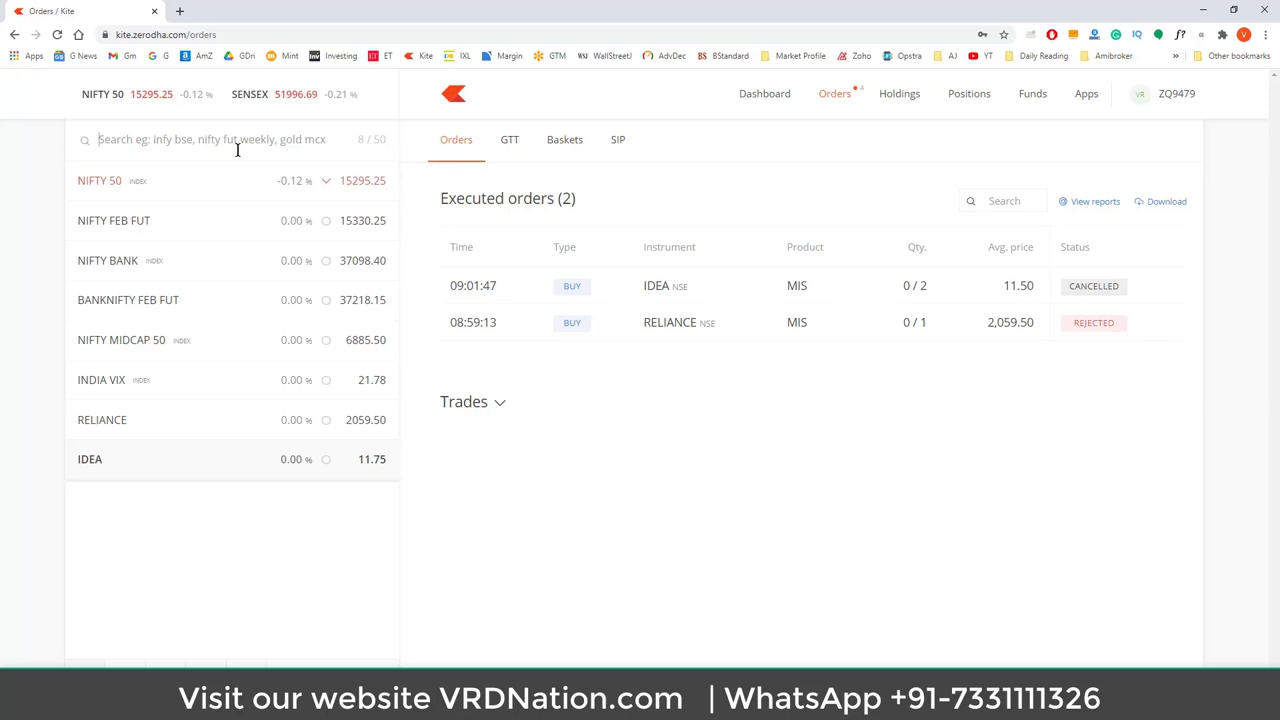 Orders / Kite
kite.zerodha.com/orders
Apps G News Gm GDri AmZ Mint Investing ET Kite IXL Margin GTM WallStreetJ AdvDec BStandard Market Profile Zoho Opstra AJ YT Daily Reading Amibroker » Other bookmarks
NIFTY 50 15295.25 -0.12 % SENSEX 51996.69 -0.21 %
Dashboard Orders 4 Holdings Positions Funds Apps VR ZQ9479
Search eg: infy bse, nifty fut weekly, gold mcx 8 / 50
Orders GTT Baskets SIP
NIFTY 50 INDEX -0.12 % 15295.25
NIFTY FEB FUT 0.00 % 15330.25
NIFTY BANK INDEX 0.00 % 37098.40
BANKNIFTY FEB FUT 0.00 % 37218.15
NIFTY MIDCAP 50 INDEX 0.00 % 6885.50
INDIA VIX INDEX 0.00 % 21.78
RELIANCE 0.00 % 2059.50
IDEA 0.00 % 11.75
Executed orders (2) Search View reports Download
Time Type Instrument Product Qty. Avg. price Status
09:01:47 BUY IDEA NSE MIS 0 / 2 11.50 CANCELLED
08:59:13 BUY RELIANCE NSE MIS 0 / 1 2,059.50 REJECTED
Trades
Visit our website VRDNation.com | WhatsApp +91-7331111326